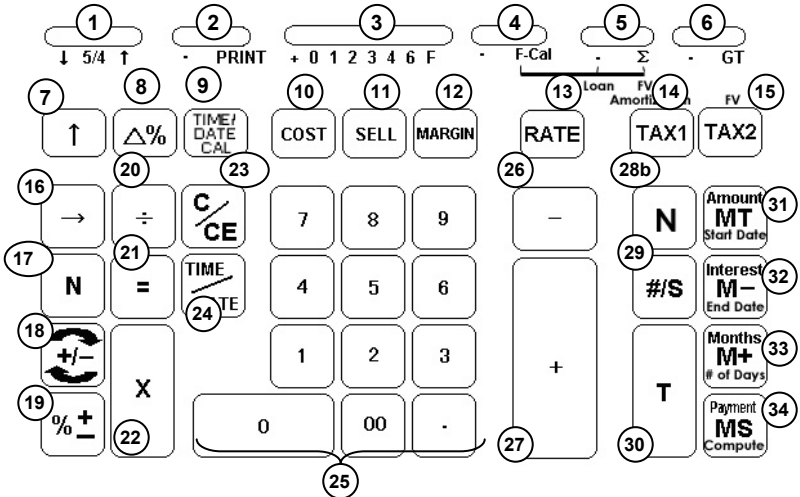 1 2 3 4 5 6
↓ 5/4 ↑ - PRINT + 0 1 2 3 4 6 F - F-Cal - Σ - GT
7 8 9 10 11 12 13 Loan FV 14 FV 15
↑ △% TIME/ DATE CAL COST SELL MARGIN RATE TAX1 TAX2
16 20 23 26 28b
→ ÷ C/CE 7 8 9 − N Amount MT Start Date 31
17 21 29
N = TIME 4 5 6 #/S Interest M− End Date 32
24
18 +/− X 1 2 3 + T Months M+ # of Days 33
19 %± 22 0 00 . 27 30 Payment MS Compute 34
25